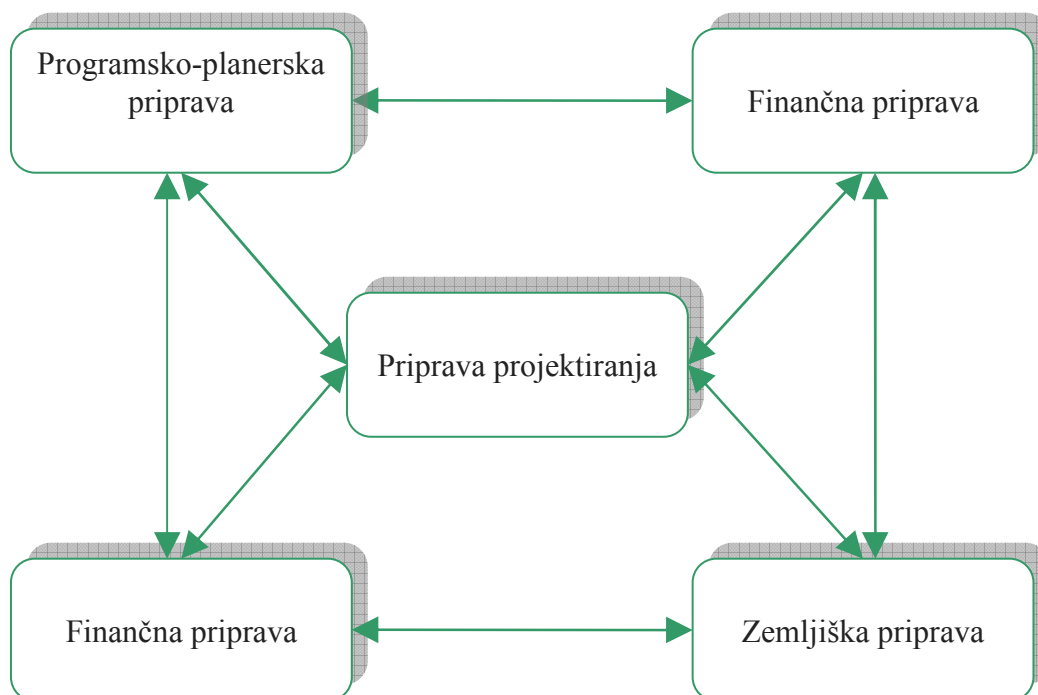 Programsko-planerska
priprava
Finančna priprava
Priprava projektiranja
Finančna priprava
Zemljiška priprava